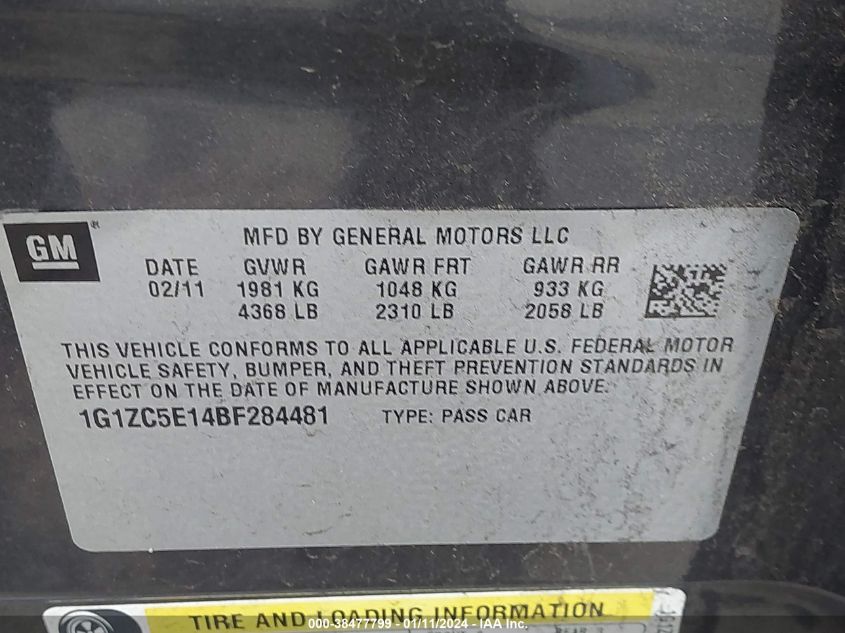 GM®
MFD BY GENERAL MOTORS LLC
DATE GVWR GAWR FRT GAWR RR
02/11 1981 KG 1048 KG 933 KG
4368 LB 2310 LB 2058 LB
THIS VEHICLE CONFORMS TO ALL APPLICABLE U.S. FEDERAL MOTOR
VEHICLE SAFETY, BUMPER, AND THEFT PREVENTION STANDARDS IN
EFFECT ON THE DATE OF MANUFACTURE SHOWN ABOVE.
1G1ZC5E14BF284481 TYPE: PASS CAR
TIRE AND LOADING INFORMATION
00-38477799 - 01/11/2024 - IAA Inc.